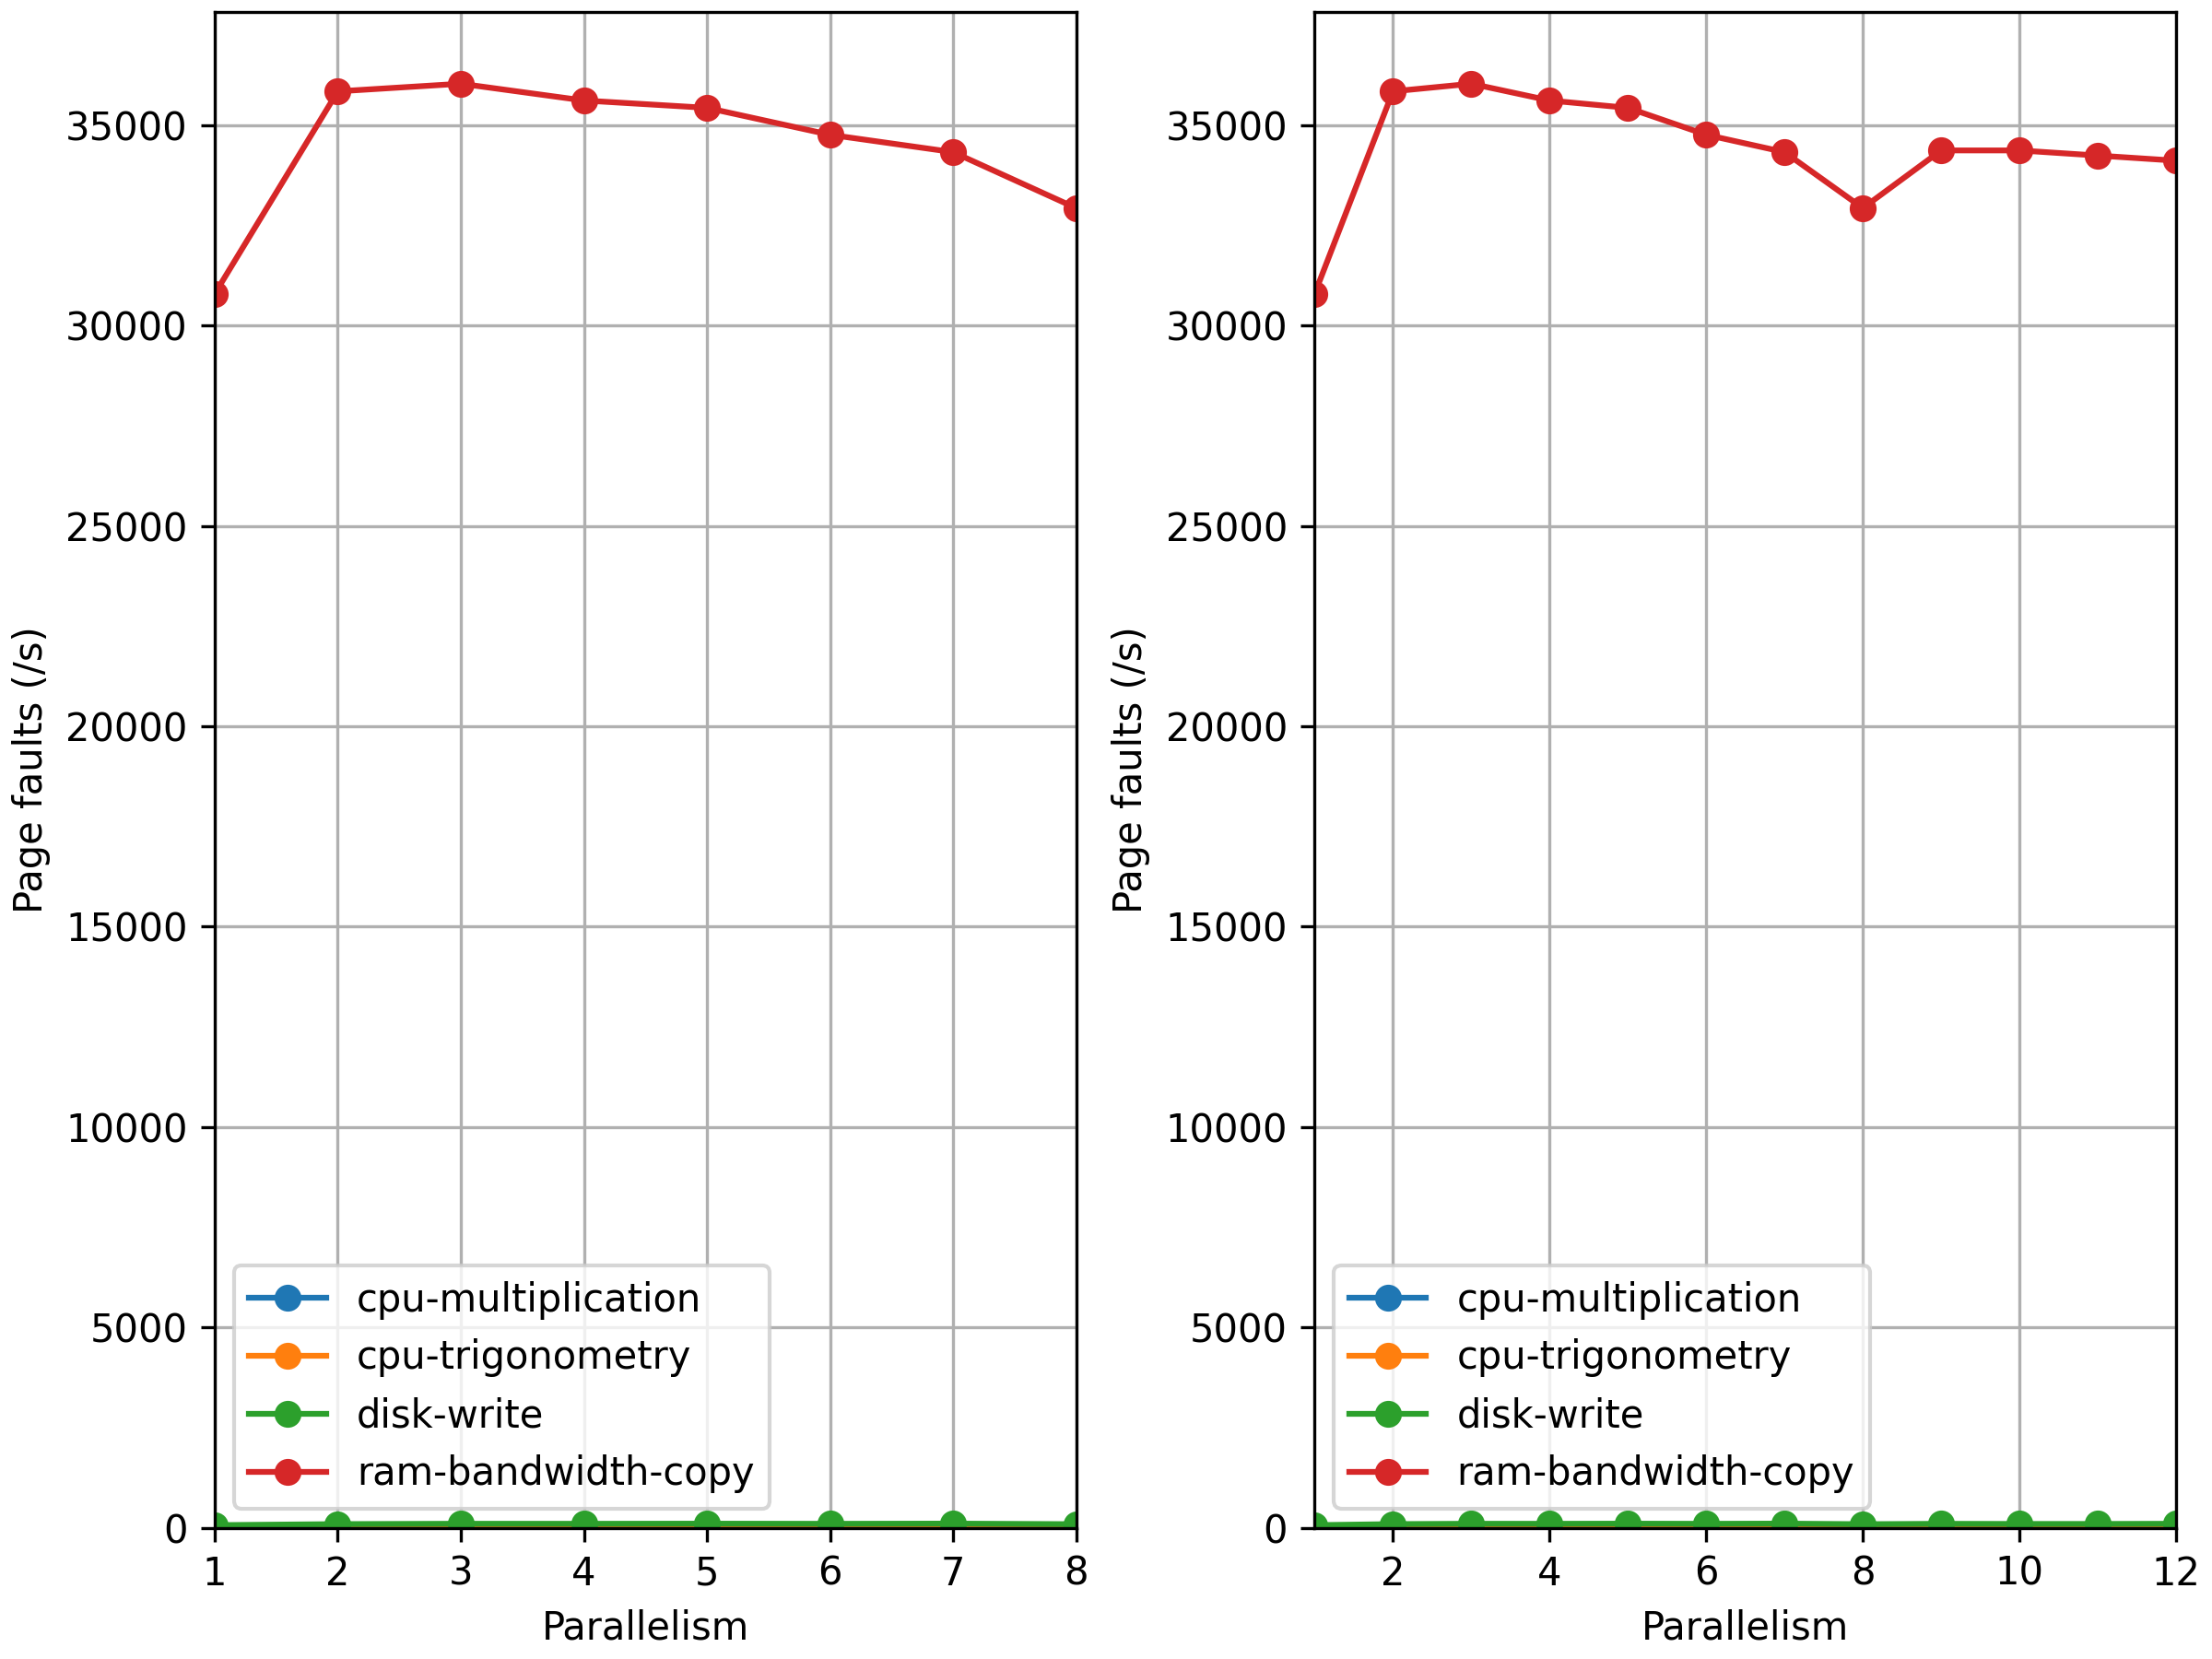 Page faults (/s)
35000
30000
25000
20000
15000
10000
5000
0
cpu-multiplication
cpu-trigonometry
disk-write
ram-bandwidth-copy
1 2 3 4 5 6 7 8
Parallelism
Page faults (/s)
35000
30000
25000
20000
15000
10000
5000
0
cpu-multiplication
cpu-trigonometry
disk-write
ram-bandwidth-copy
2 4 6 8 10 12
Parallelism